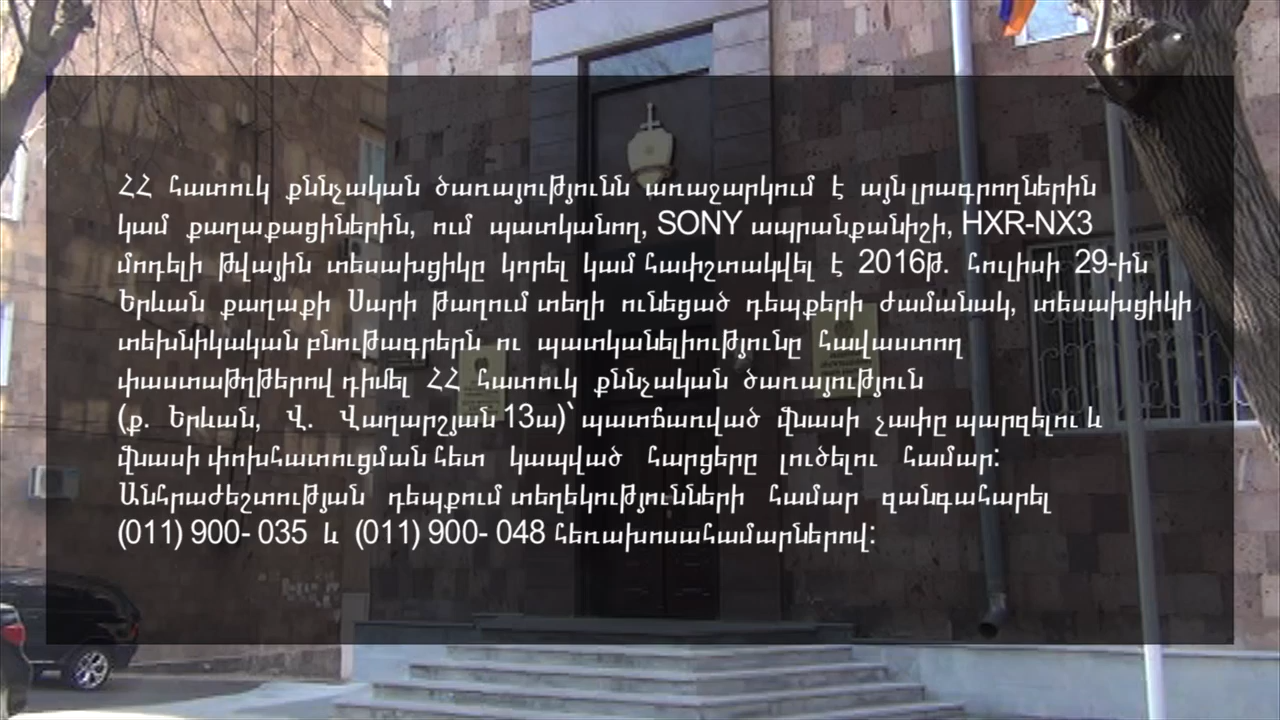 ՀՀ հատուկ քննչական ծառայությունն առաջարկում է այն լրագրողներին
կամ քաղաքացիներին, ում պատկանող, SONY ապրանքանիշի, HXR-NX3
մոդելի թվային տեսախցիկը կորել կամ հափշտակվել է 2016թ. հուլիսի 29-ին
Երևան քաղաքի Սարի թաղում տեղի ունեցած դեպքերի ժամանակ, տեսախցիկի
տեխնիկական բնութագրերն ու պատկանելիությունը հավաստող
փաստաթղթերով դիմել ՀՀ հատուկ քննչական ծառայություն
(ք. Երևան, Վ. Վաղարշյան 13ա)՝ պատճառված վնասի չափը պարզելու և
վնասի փոխհատուցման հետ կապված հարցերը լուծելու համար:
Անհրաժեշտության դեպքում տեղեկությունների համար զանգահարել
(011) 900- 035 և (011) 900- 048 հեռախոսահամարներով: